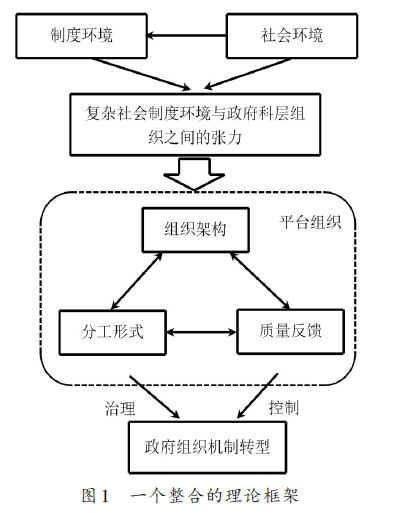 制度环境
社会环境
复杂社会制度环境与政府科层组
织之间的张力
平台组织
组织架构
分工形式
质量反馈
治理
控制
政府组织机制转型
图1 一个整合的理论框架